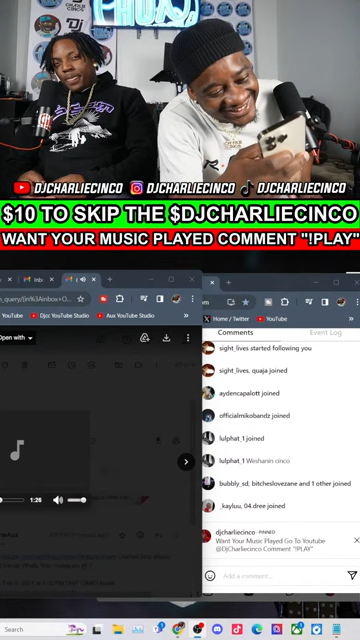 DJCHARLIECINCO DJCHARLIECINCO DJCHARLIECINCO
$10 TO SKIP THE $DJCHARLIECINCO
WANT YOUR MUSIC PLAYED COMMENT "!PLAY"
Inbox
YouTube Djcc YouTube Studio Aux YouTube Studio
Open with
1:26
X Home / Twitter YouTube
Comments Event Log
sight_lives started following you
sight_lives, quaja joined
aydencapalott joined
officialmikobandz joined
lulphat_1 joined
lulphat_1 Weshanin cinco
bubbly_sd, bitcheslovezane and 1 other joined
_kayluu, 04.dree joined
djcharliecinco · PINNED
Want Your Music Played Go To Youtube
@DjCharliecinco Comment "!PLAY"
Add a comment...
Search